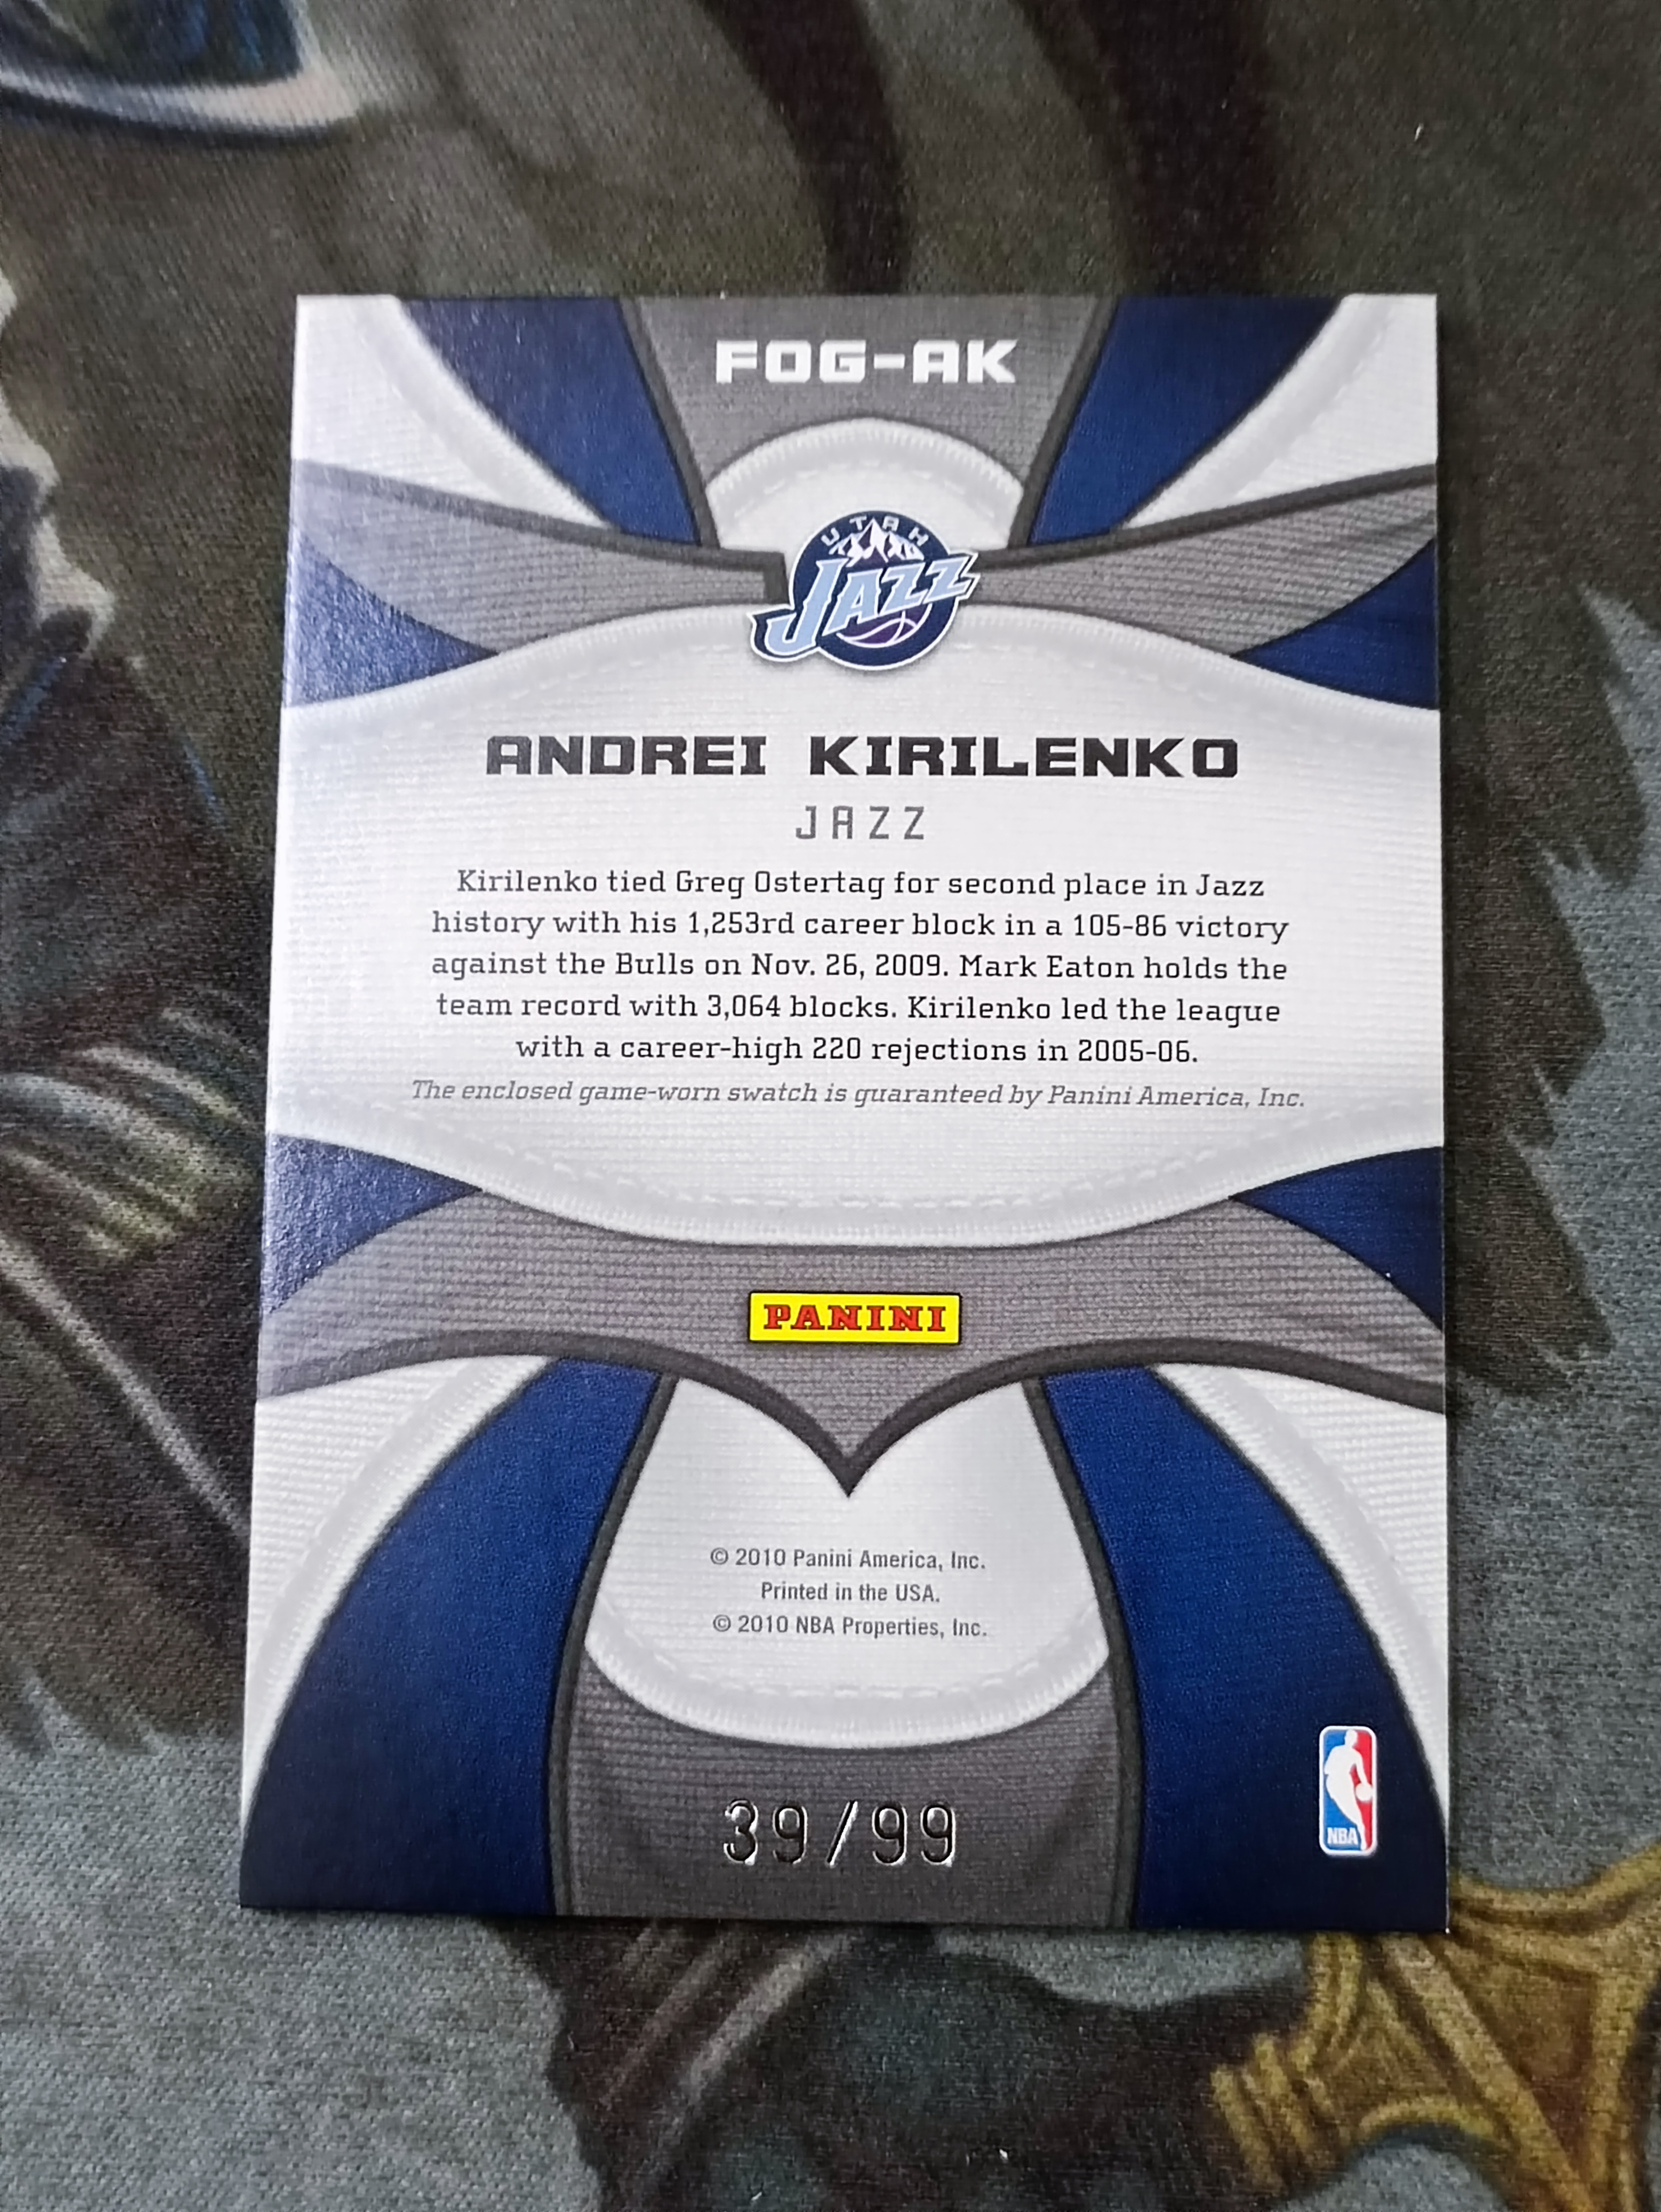 FOG-AK
UTAH
JAZZ
ANDREI KIRILENKO
JAZZ
Kirilenko tied Greg Ostertag for second place in Jazz
history with his 1,253rd career block in a 105-86 victory
against the Bulls on Nov. 26, 2009. Mark Eaton holds the
team record with 3,064 blocks. Kirilenko led the league
with a career-high 220 rejections in 2005-06.
The enclosed game-worn swatch is guaranteed by Panini America, Inc.
PANINI
© 2010 Panini America, Inc.
Printed in the USA.
© 2010 NBA Properties, Inc.
39/99
NBA